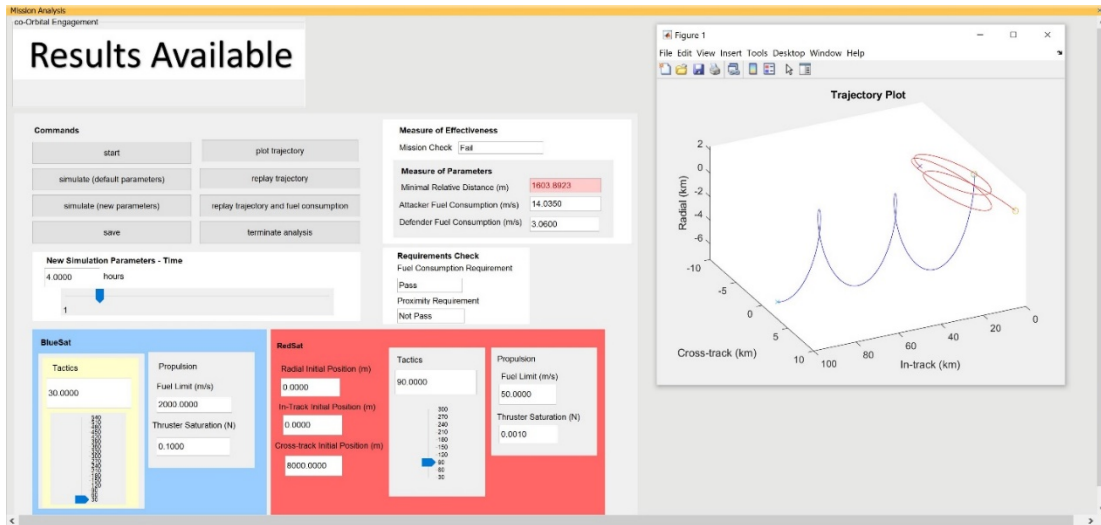 Mission Analysis
co-Orbital Engagement
Results Available
Commands
start
plot trajectory
simulate (default parameters)
replay trajectory
simulate (new parameters)
replay trajectory and fuel consumption
save
terminate analysis
New Simulation Parameters - Time
4.0000 hours
1
Measure of Effectiveness
Mission Check Fail
Measure of Parameters
Minimal Relative Distance (m) 1603.8923
Attacker Fuel Consumption (m/s) 14.0350
Defender Fuel Consumption (m/s) 3.0600
Requirements Check
Fuel Consumption Requirement
Pass
Proximity Requirement
Not Pass
BlueSat
Tactics
30.0000
Propulsion
Fuel Limit (m/s)
2000.0000
Thruster Saturation (N)
0.1000
RedSat
Radial Initial Position (m)
0.0000
In-Track Initial Position (m)
0.0000
Cross-track Initial Position (m)
8000.0000
Tactics
90.0000
300
270
240
210
180
150
120
90
60
30
Propulsion
Fuel Limit (m/s)
50.0000
Thruster Saturation (N)
0.0010
Figure 1
File Edit View Insert Tools Desktop Window Help
Trajectory Plot
Radial (km)
2
0
-2
-4
-6
-10
-5
0
5
10
Cross-track (km)
100
80
60
40
20
0
In-track (km)